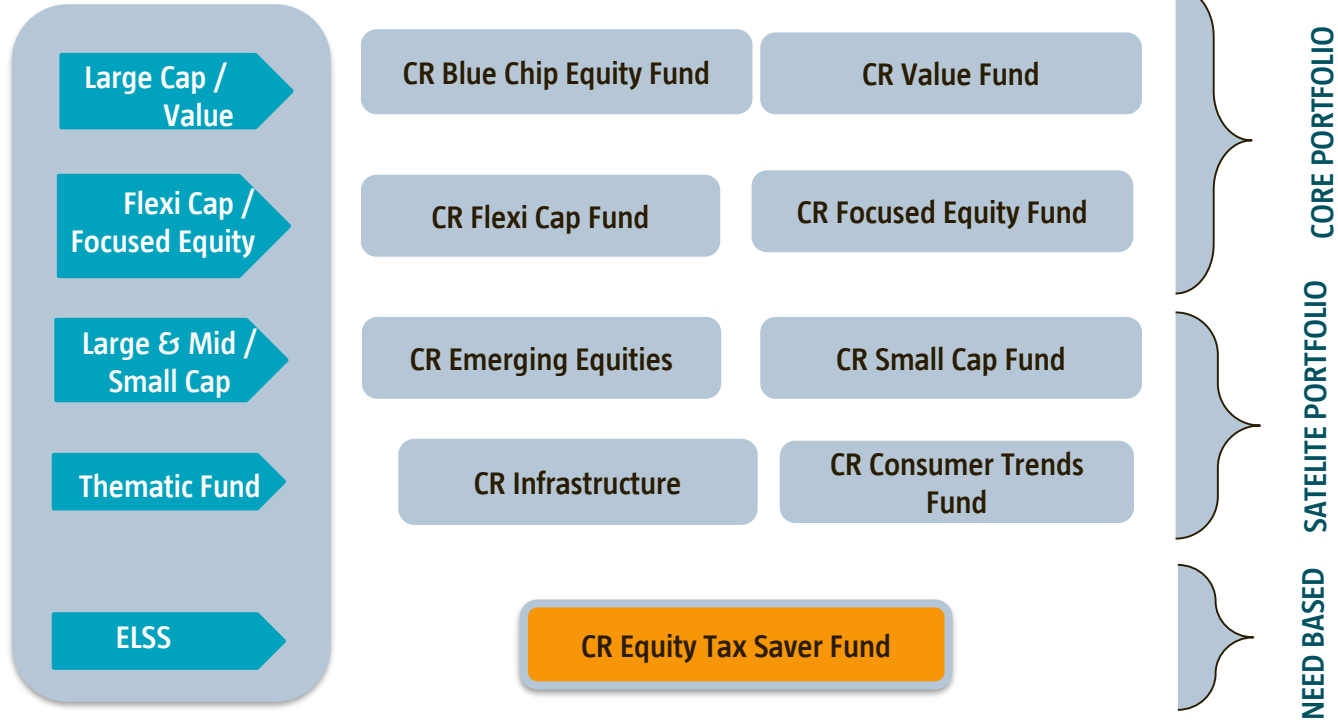 Large Cap /
Value
CR Blue Chip Equity Fund
CR Value Fund
Flexi Cap /
Focused Equity
CR Flexi Cap Fund
CR Focused Equity Fund
CORE PORTFOLIO
Large & Mid /
Small Cap
CR Emerging Equities
CR Small Cap Fund
Thematic Fund
CR Infrastructure
CR Consumer Trends
Fund
SATELITE PORTFOLIO
ELSS
CR Equity Tax Saver Fund
NEED BASED